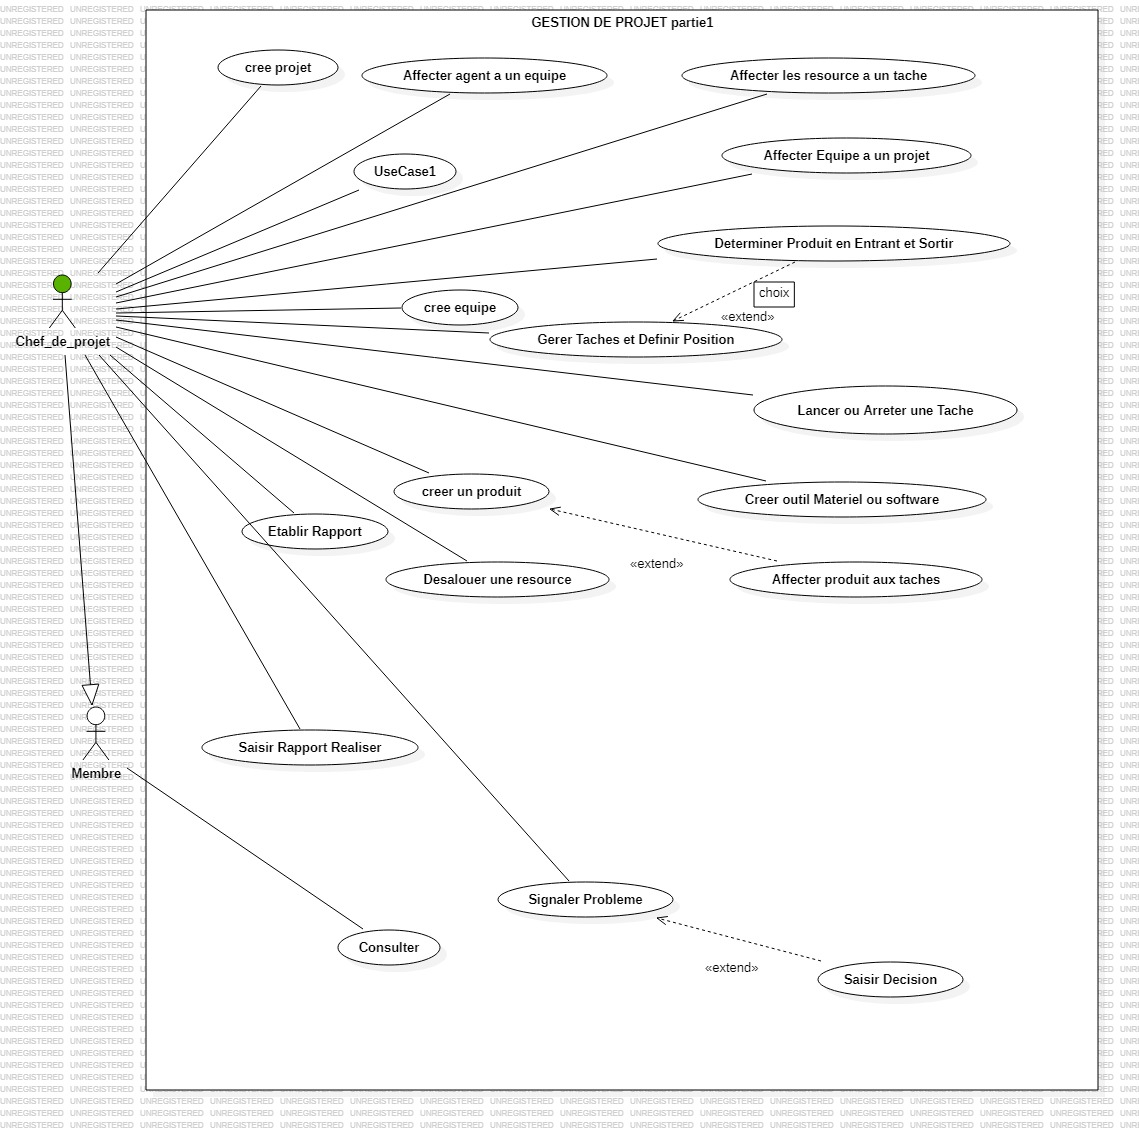 GESTION DE PROJET partie1
cree projet
Affecter agent a un equipe
Affecter les resource a un tache
Affecter Equipe a un projet
UseCase1
Determiner Produit en Entrant et Sortir
choix
«extend»
cree equipe
Gerer Taches et Definir Position
Chef_de_projet
Lancer ou Arreter une Tache
creer un produit
Creer outil Materiel ou software
Etablir Rapport
«extend»
Desalouer une resource
Affecter produit aux taches
Saisir Rapport Realiser
Membre
Signaler Probleme
Consulter
«extend»
Saisir Decision
UNREGISTERED